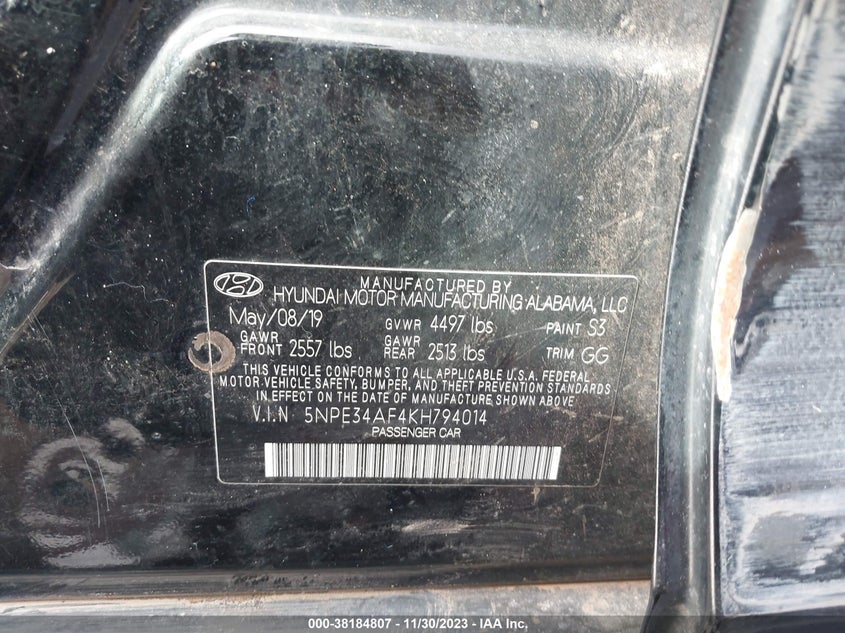 MANUFACTURED BY
HYUNDAI MOTOR MANUFACTURING ALABAMA, LLC
May/08/19 GVWR 4497 lbs PAINT S3
GAWR FRONT 2557 lbs GAWR REAR 2513 lbs TRIM GG
THIS VEHICLE CONFORMS TO ALL APPLICABLE U.S.A. FEDERAL
MOTOR VEHICLE SAFETY, BUMPER, AND THEFT PREVENTION STANDARDS
IN EFFECT ON THE DATE OF MANUFACTURE SHOWN ABOVE
V.I.N 5NPE34AF4KH794014
PASSENGER CAR
000-38184807 - 11/30/2023 - IAA Inc.